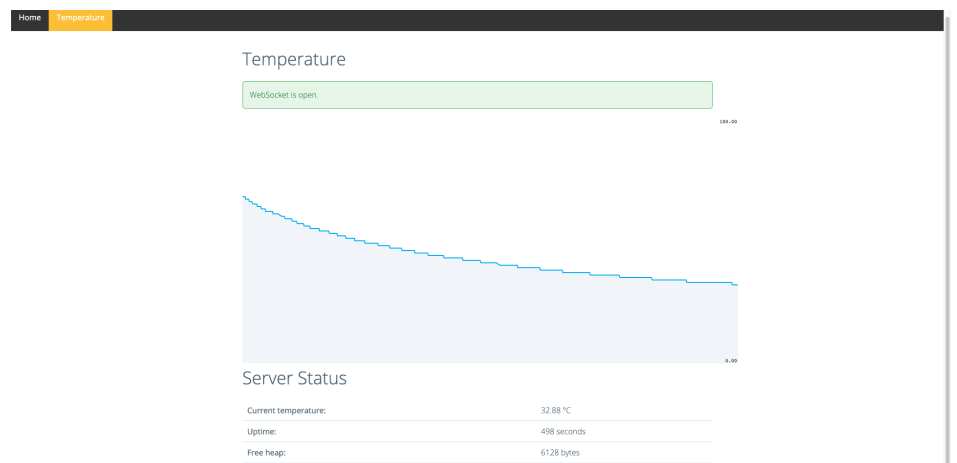 Home Temperature
Temperature
WebSocket is open.
100.00
0.00
Server Status
Current temperature: 32.88 ºC
Uptime: 498 seconds
Free heap: 6128 bytes